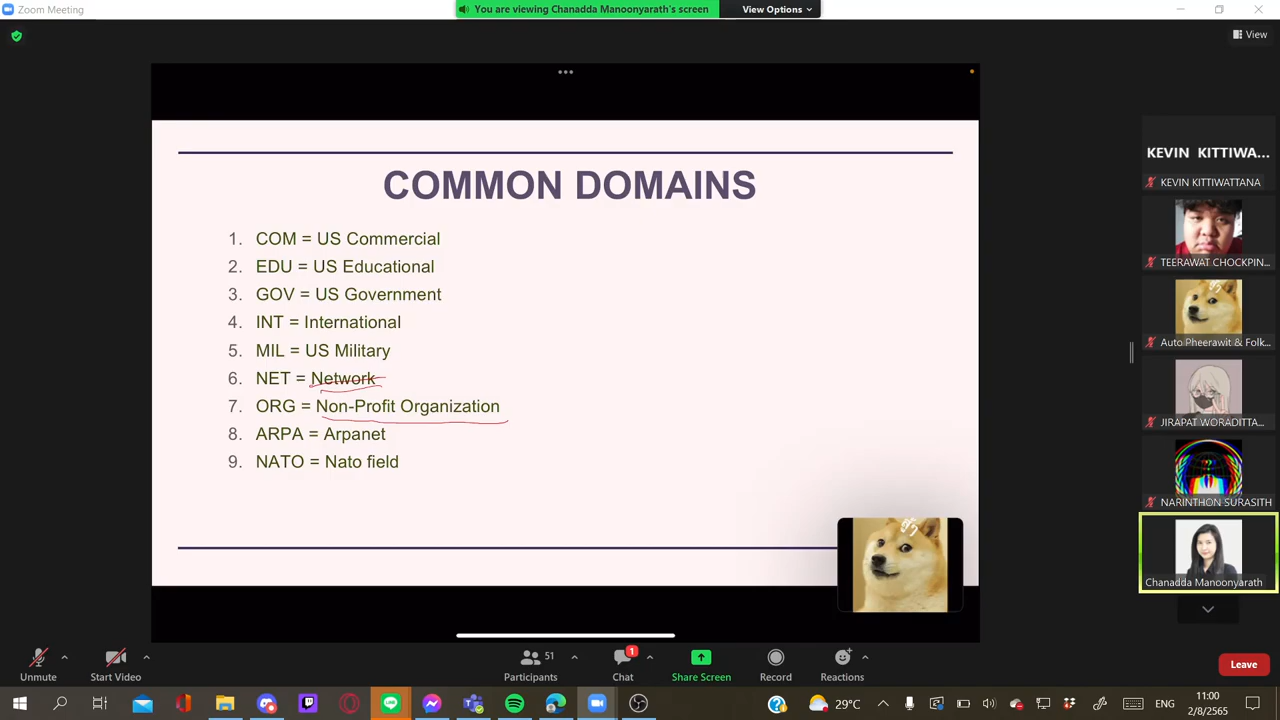 Zoom Meeting
You are viewing Chanadda Manoonyarath's screen
View Options
View
COMMON DOMAINS
1. COM = US Commercial
2. EDU = US Educational
3. GOV = US Government
4. INT = International
5. MIL = US Military
6. NET = Network
7. ORG = Non-Profit Organization
8. ARPA = Arpanet
9. NATO = Nato field
KEVIN KITTIWA...
KEVIN KITTIWATTANA
TEERAWAT CHOCKPIN...
Auto Pheerawit & Folk...
JIRAPAT WORADITTA...
NARINTHON SURASITH
Chanadda Manoonyarath
Unmute
Start Video
51
Participants
1
Chat
Share Screen
Record
Reactions
Leave
LINE
29°C
11:00
2/8/2565